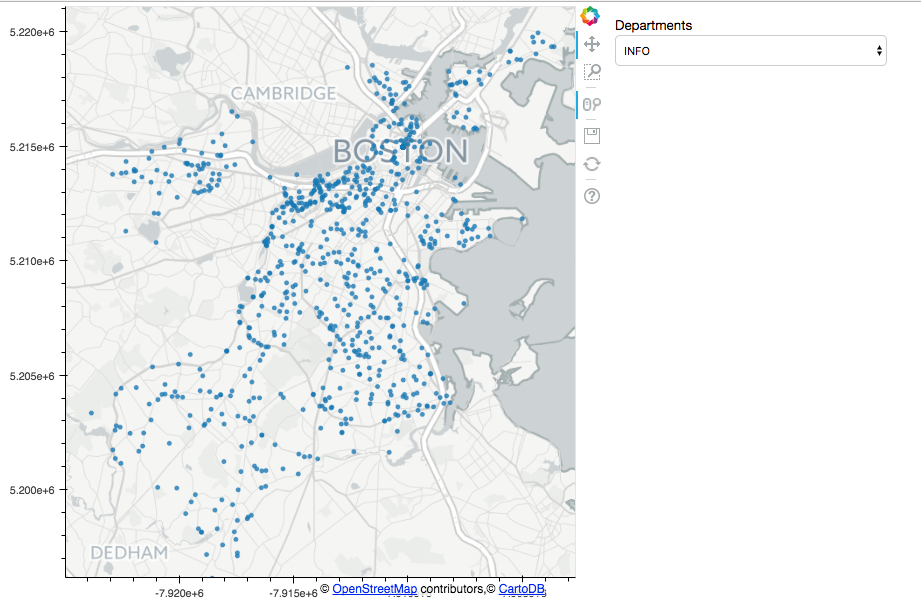 5.220e+6
5.215e+6
5.210e+6
5.205e+6
5.200e+6
CAMBRIDGE
BOSTON
DEDHAM
-7.920e+6
-7.915e+6
© OpenStreetMap contributors,© CartoDB
Departments
INFO
?